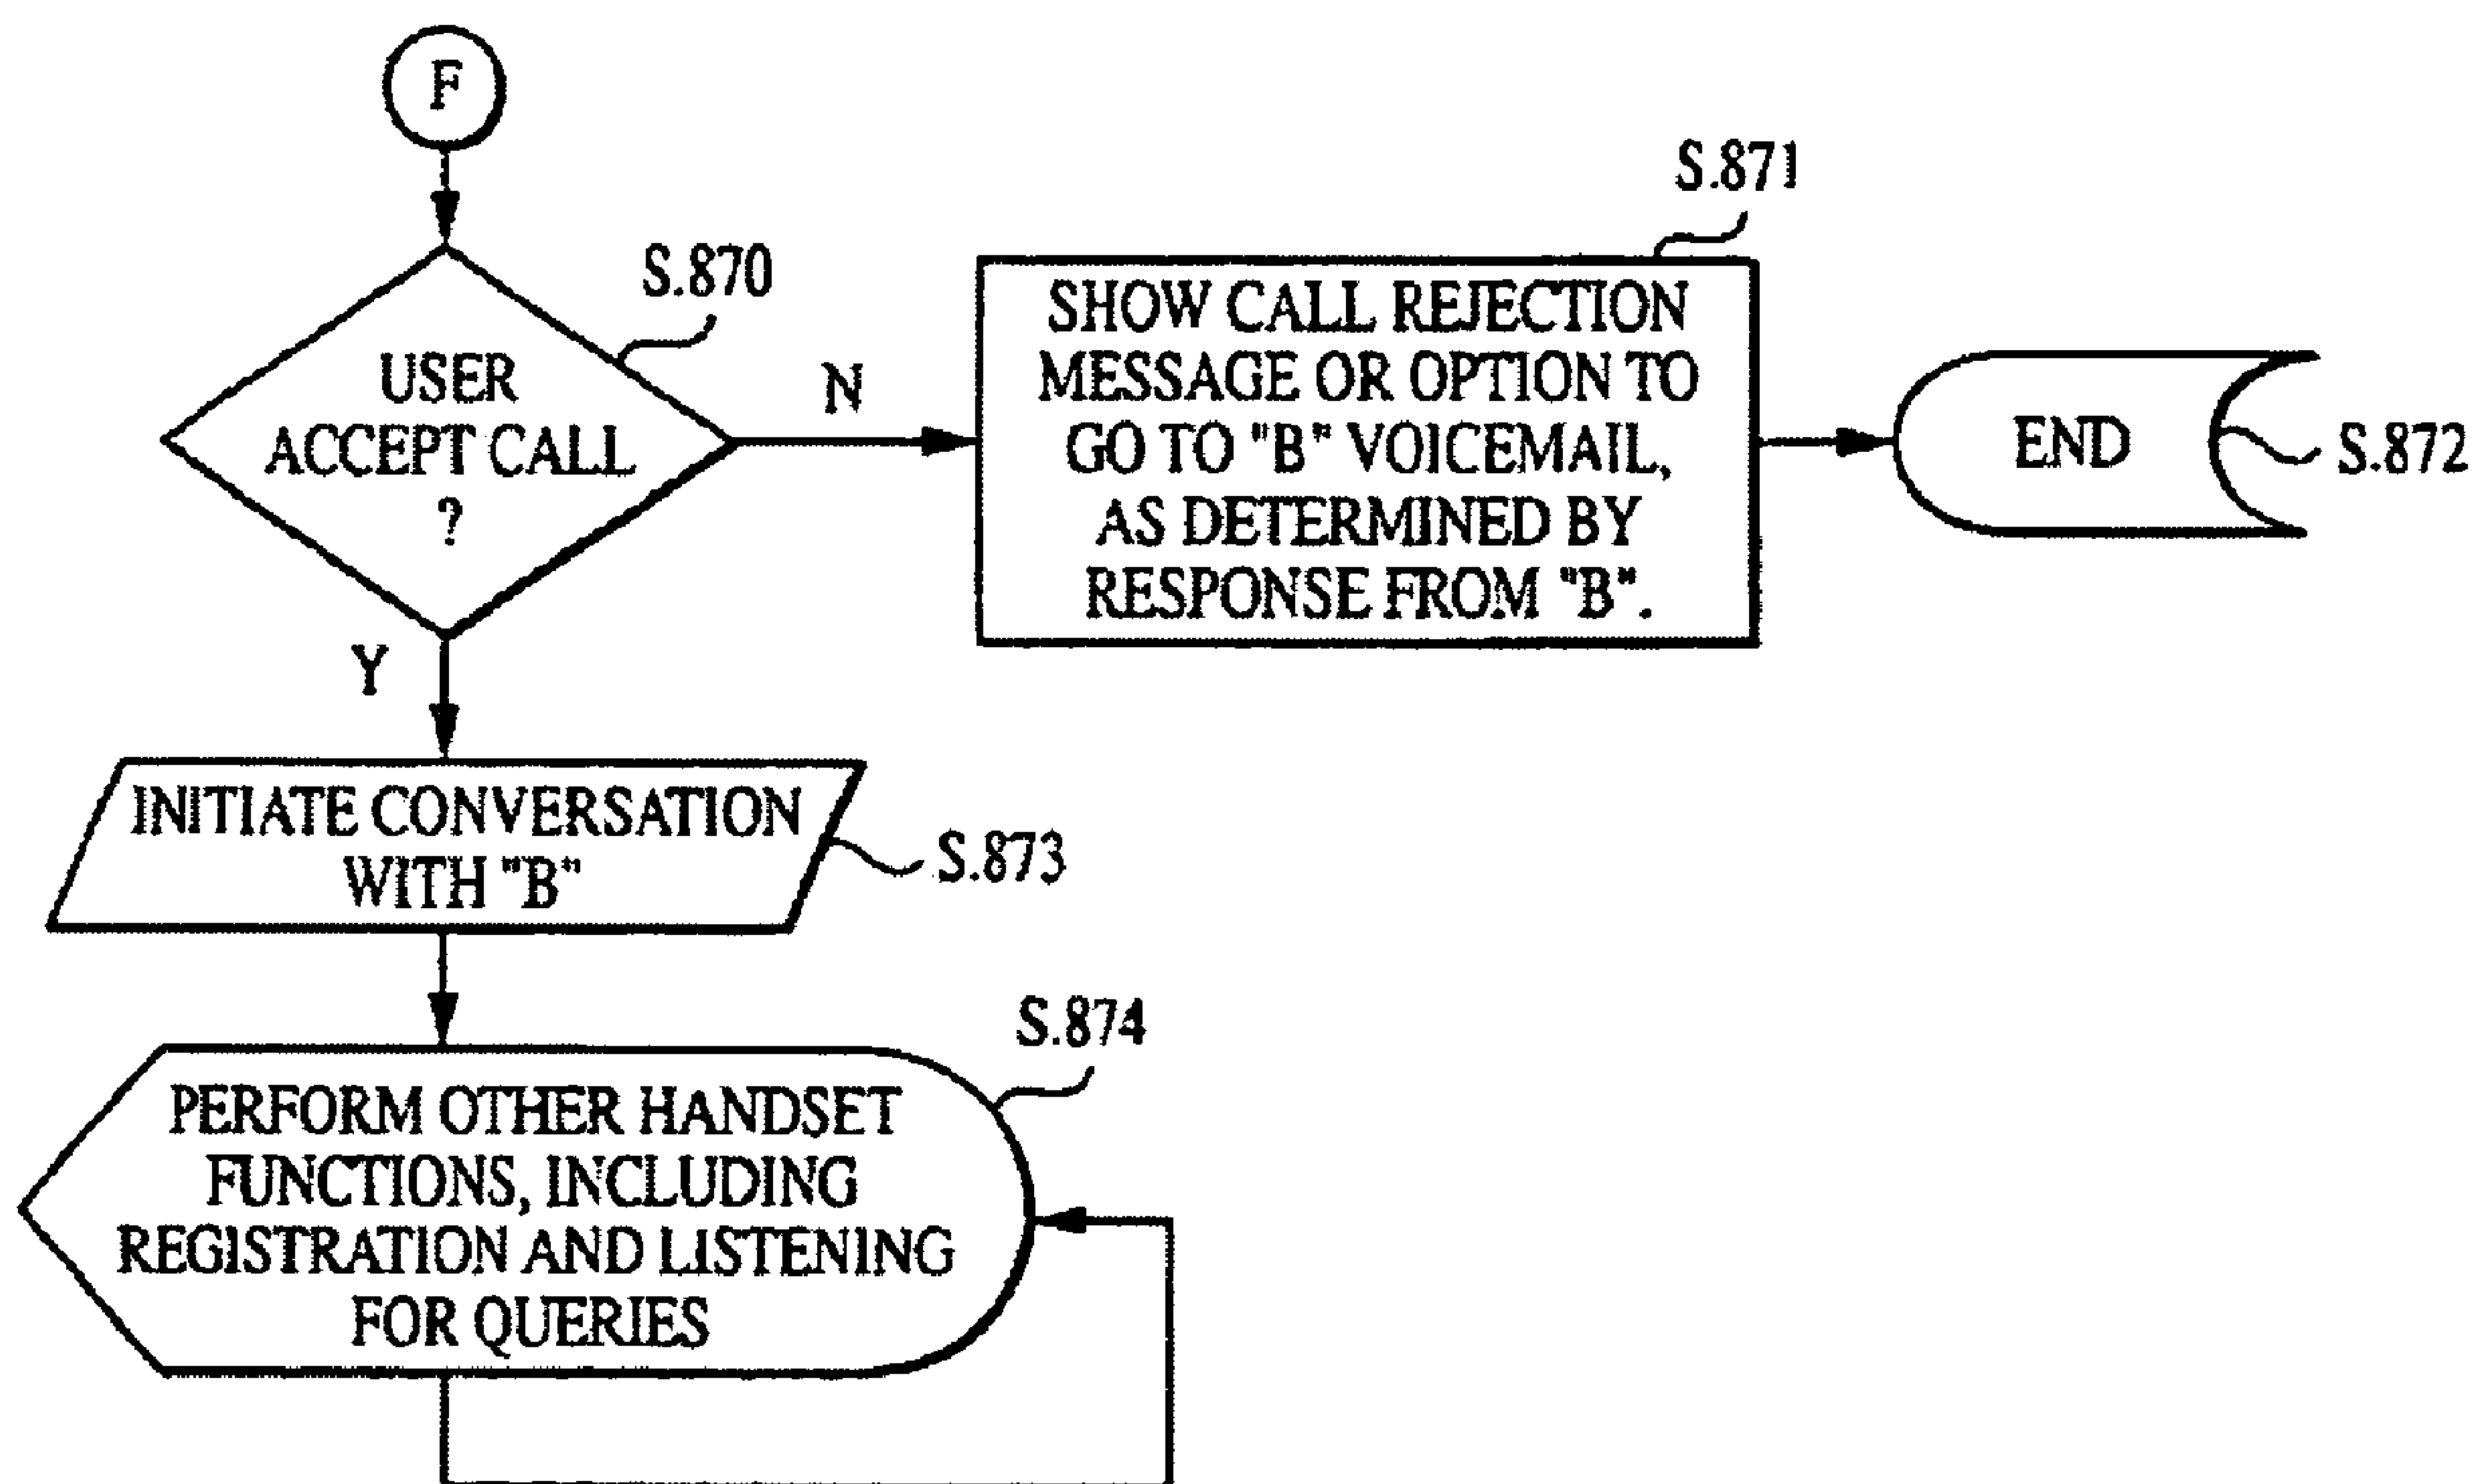 F
S.870
USER
ACCEPT CALL
?
N
Y
S.871
SHOW CALL REJECTION
MESSAGE OR OPTION TO
GO TO "B" VOICEMAIL,
AS DETERMINED BY
RESPONSE FROM "B".
END
S.872
INITIATE CONVERSATION
WITH "B"
S.873
S.874
PERFORM OTHER HANDSET
FUNCTIONS, INCLUDING
REGISTRATION AND LISTENING
FOR QUERIES